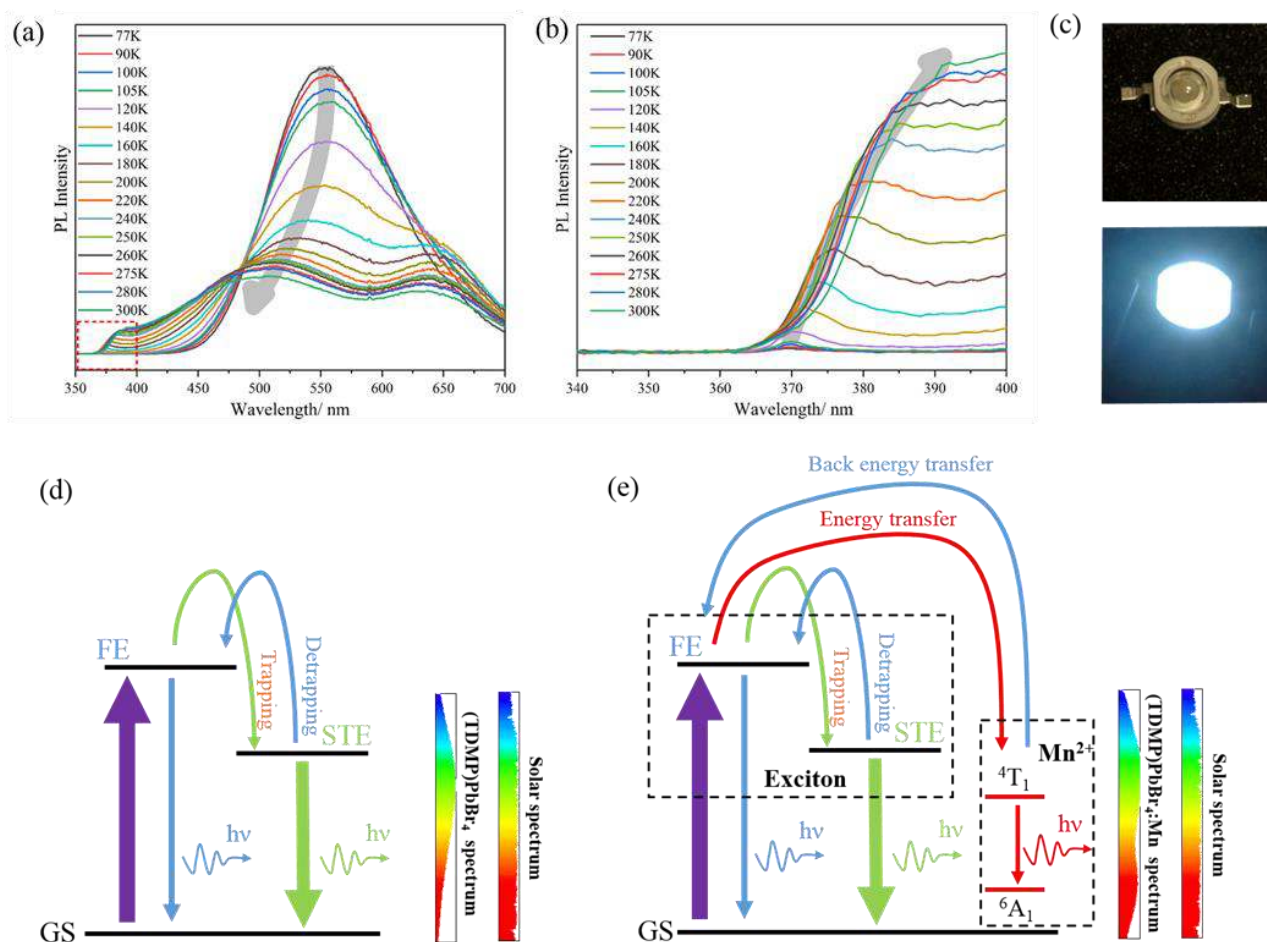 (a)
77K
90K
100K
105K
120K
140K
160K
180K
200K
220K
240K
250K
260K
275K
280K
300K
PL Intensity
350 400 450 500 550 600 650 700
Wavelength/ nm
(b)
77K
90K
100K
105K
120K
140K
160K
180K
200K
220K
240K
250K
260K
275K
280K
300K
PL Intensity
340 350 360 370 380 390 400
Wavelength/ nm
(c)
(d)
FE
Trapping
Detrapping
STE
hν
hν
GS
(TDMP)PbBr4 spectrum
Solar spectrum
(e)
Back energy transfer
Energy transfer
FE
Trapping
Detrapping
STE
Exciton
Mn²⁺
⁴T₁
hν
hν
hν
⁶A₁
GS
(TDMP)PbBr4:Mn spectrum
Solar spectrum